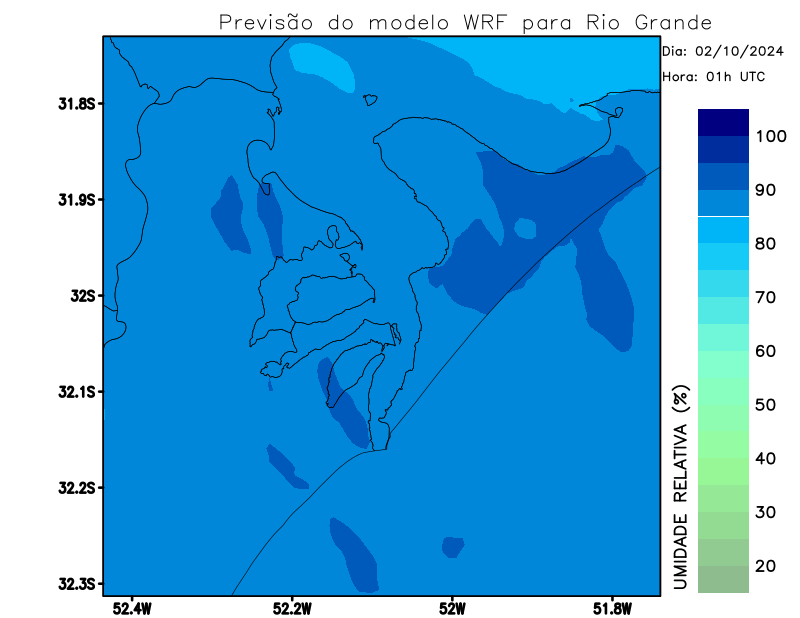 Previsão do modelo WRF para Rio Grande
Dia: 02/10/2024
Hora: 01h UTC
31.8S
31.9S
32S
32.1S
32.2S
32.3S
52.4W
52.2W
52W
51.8W
100
90
80
70
60
50
40
30
20
UMIDADE RELATIVA (%)